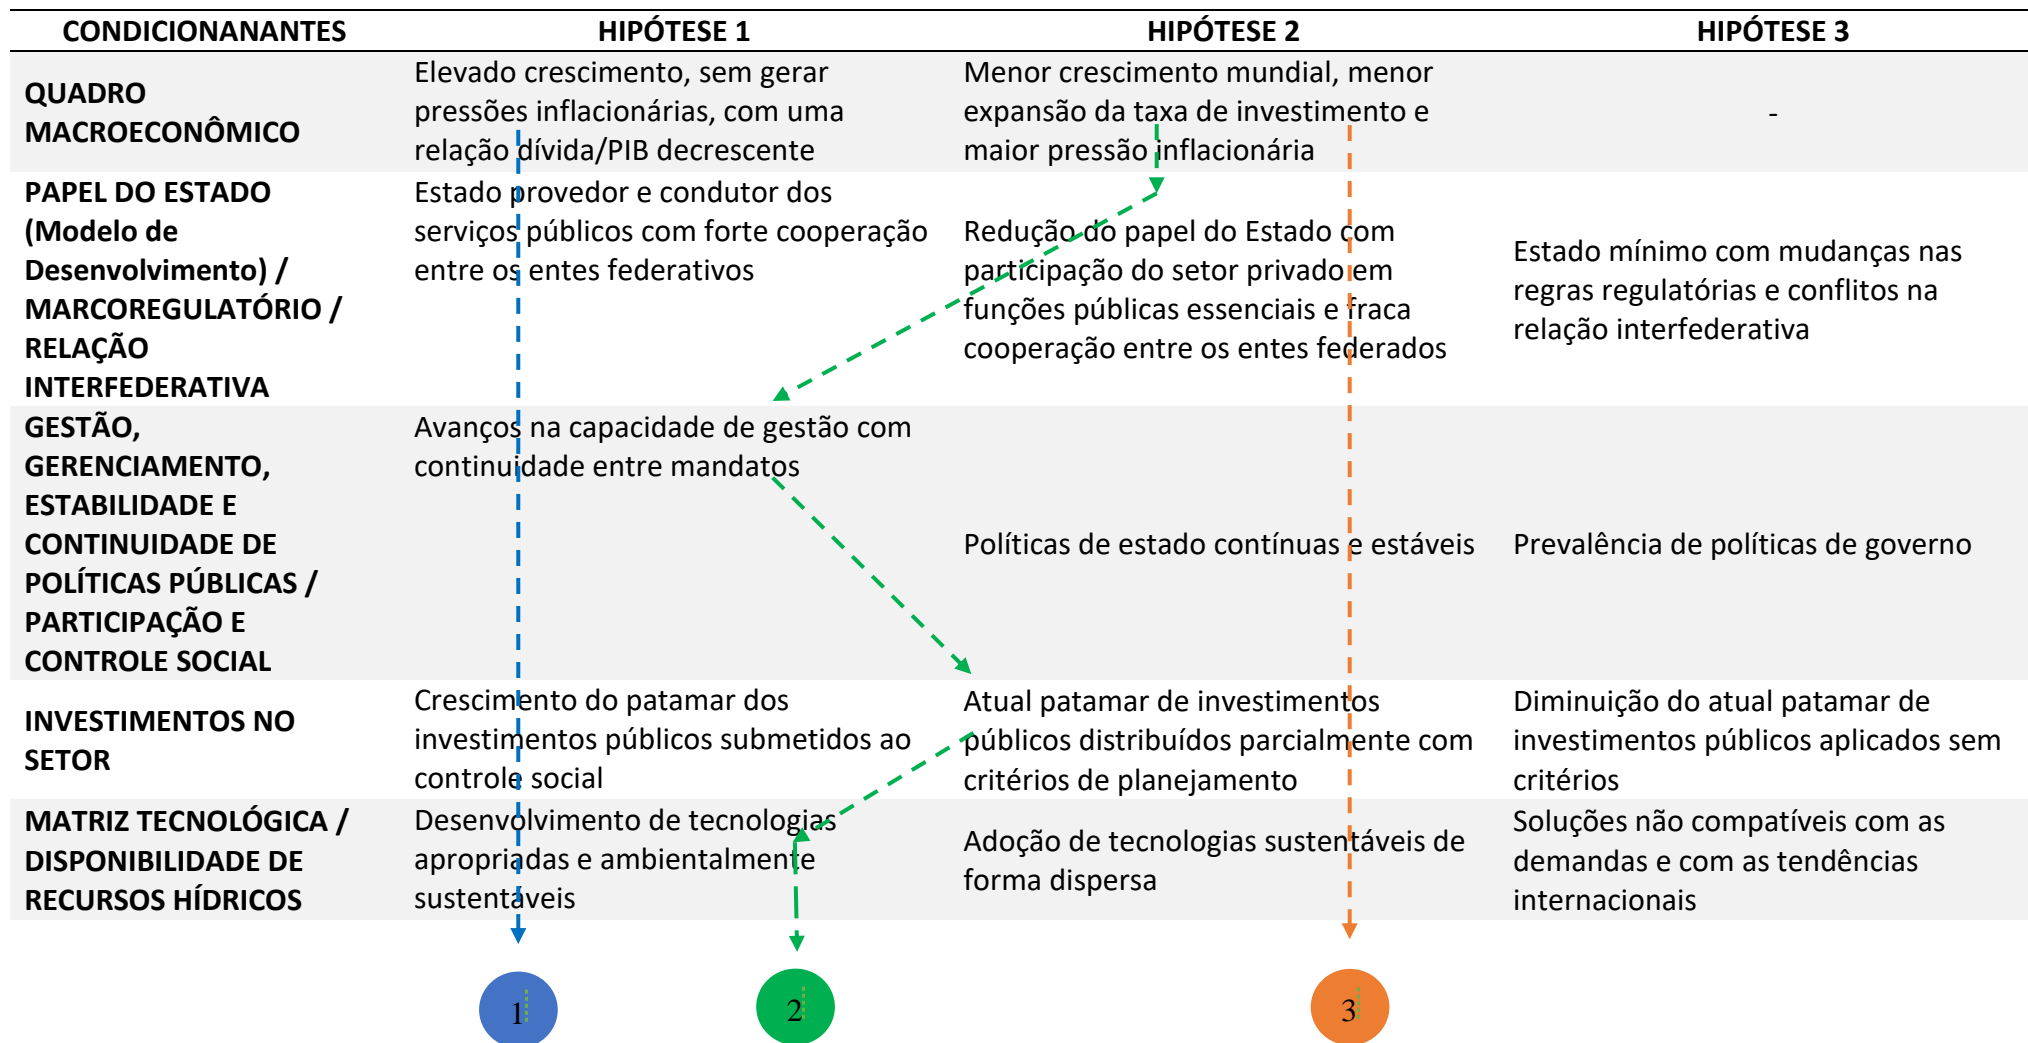 CONDICIONANANTES
HIPÓTESE 1
HIPÓTESE 2
HIPÓTESE 3
QUADRO
MACROECONÔMICO
Elevado crescimento, sem gerar
pressões inflacionárias, com uma
relação dívida/PIB decrescente
Menor crescimento mundial, menor
expansão da taxa de investimento e
maior pressão inflacionária
-
PAPEL DO ESTADO
(Modelo de
Desenvolvimento) /
MARCOREGULATÓRIO /
RELAÇÃO
INTERFEDERATIVA
Estado provedor e condutor dos
serviços públicos com forte cooperação
entre os entes federativos
Redução do papel do Estado com
participação do setor privado em
funções públicas essenciais e fraca
cooperação entre os entes federados
Estado mínimo com mudanças nas
regras regulatórias e conflitos na
relação interfederativa
GESTÃO,
GERENCIAMENTO,
ESTABILIDADE E
CONTINUIDADE DE
POLÍTICAS PÚBLICAS /
PARTICIPAÇÃO E
CONTROLE SOCIAL
Avanços na capacidade de gestão com
continuidade entre mandatos
Políticas de estado contínuas e estáveis
Prevalência de políticas de governo
INVESTIMENTOS NO
SETOR
Crescimento do patamar dos
investimentos públicos submetidos ao
controle social
Atual patamar de investimentos
públicos distribuídos parcialmente com
critérios de planejamento
Diminuição do atual patamar de
investimentos públicos aplicados sem
critérios
MATRIZ TECNOLÓGICA /
DISPONIBILIDADE DE
RECURSOS HÍDRICOS
Desenvolvimento de tecnologias
apropriadas e ambientalmente
sustentáveis
Adoção de tecnologias sustentáveis de
forma dispersa
Soluções não compatíveis com as
demandas e com as tendências
internacionais
1
2
3